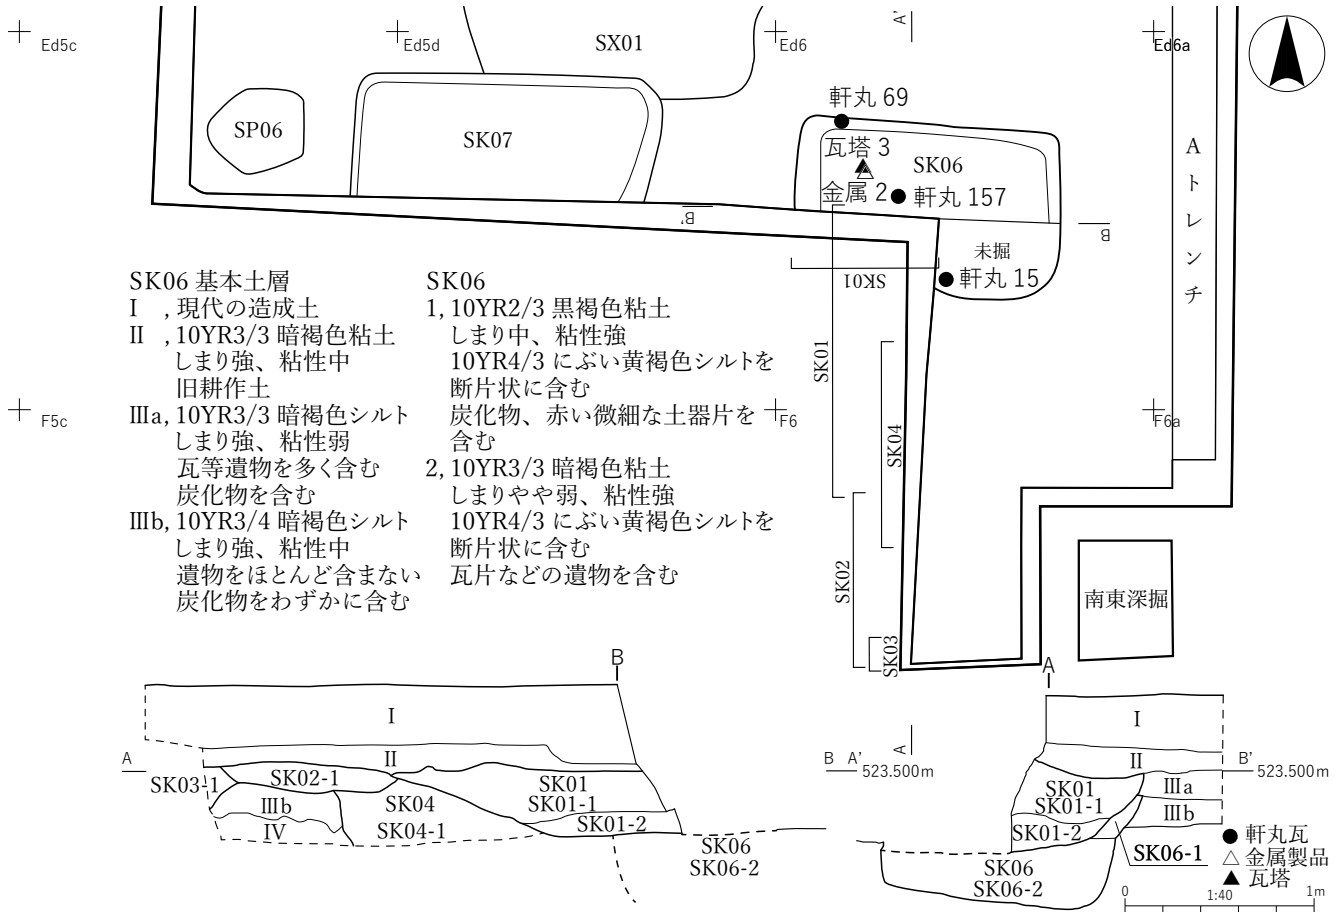 Ed5c
Ed5d
Ed6
Ed6a
A'
SX01
SP06
SK07
軒丸 69
瓦塔 3
SK06
金属 2
軒丸 157
Aトレンチ
B'
B
未掘
軒丸 15
SK01
SK01
SK04
SK02
SK03
F5c
F6
F6a
南東深掘
A
SK06 基本土層
Ⅰ , 現代の造成土
Ⅱ , 10YR3/3 暗褐色粘土
しまり強、粘性中
旧耕作土
Ⅲa, 10YR3/3 暗褐色シルト
しまり強、粘性弱
瓦等遺物を多く含む
炭化物を含む
Ⅲb, 10YR3/4 暗褐色シルト
しまり強、粘性中
遺物をほとんど含まない
炭化物をわずかに含む
SK06
1, 10YR2/3 黒褐色粘土
しまり中、粘性強
10YR4/3 にぶい黄褐色シルトを
断片状に含む
炭化物、赤い微細な土器片を
含む
2, 10YR3/3 暗褐色粘土
しまりやや弱、粘性強
10YR4/3 にぶい黄褐色シルトを
断片状に含む
瓦片などの遺物を含む
B
Ⅰ
Ⅱ
A
SK03-1
SK02-1
Ⅲb
Ⅳ
SK04
SK04-1
SK01
SK01-1
SK01-2
SK06
SK06-2
B A'
523.500m
A
Ⅰ
Ⅱ
B'
523.500m
SK01
SK01-1
SK01-2
Ⅲa
Ⅲb
SK06-1
SK06
SK06-2
軒丸瓦
金属製品
瓦塔
0
1:40
1m